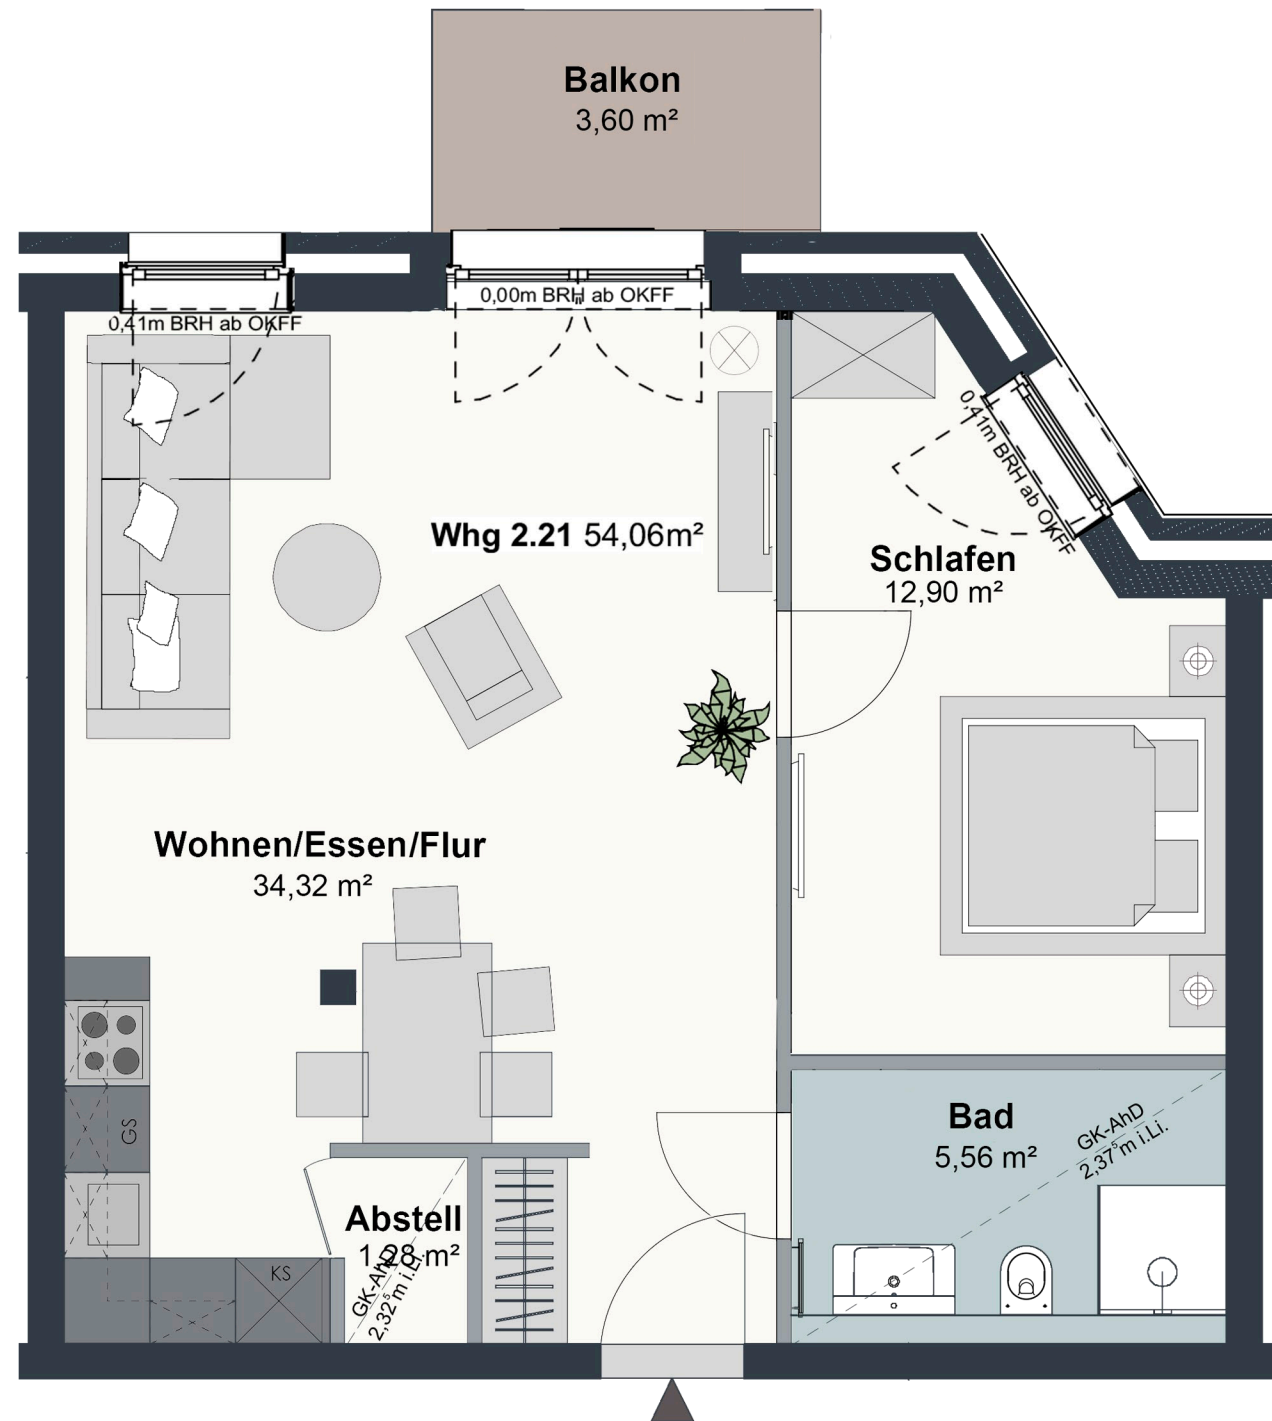 Balkon
3,60 m²
0,00m BRH ab OKFF
0,41m BRH ab OKFF
0,41m BRH ab OKFF
Whg 2.21 54,06m²
Schlafen
12,90 m²
Wohnen/Essen/Flur
34,32 m²
GS
Bad
5,56 m²
GK-AhD
2,37⁵m i.Li.
Abstell
1,28 m²
GK-AhD
2,32⁵m i.Li.
KS